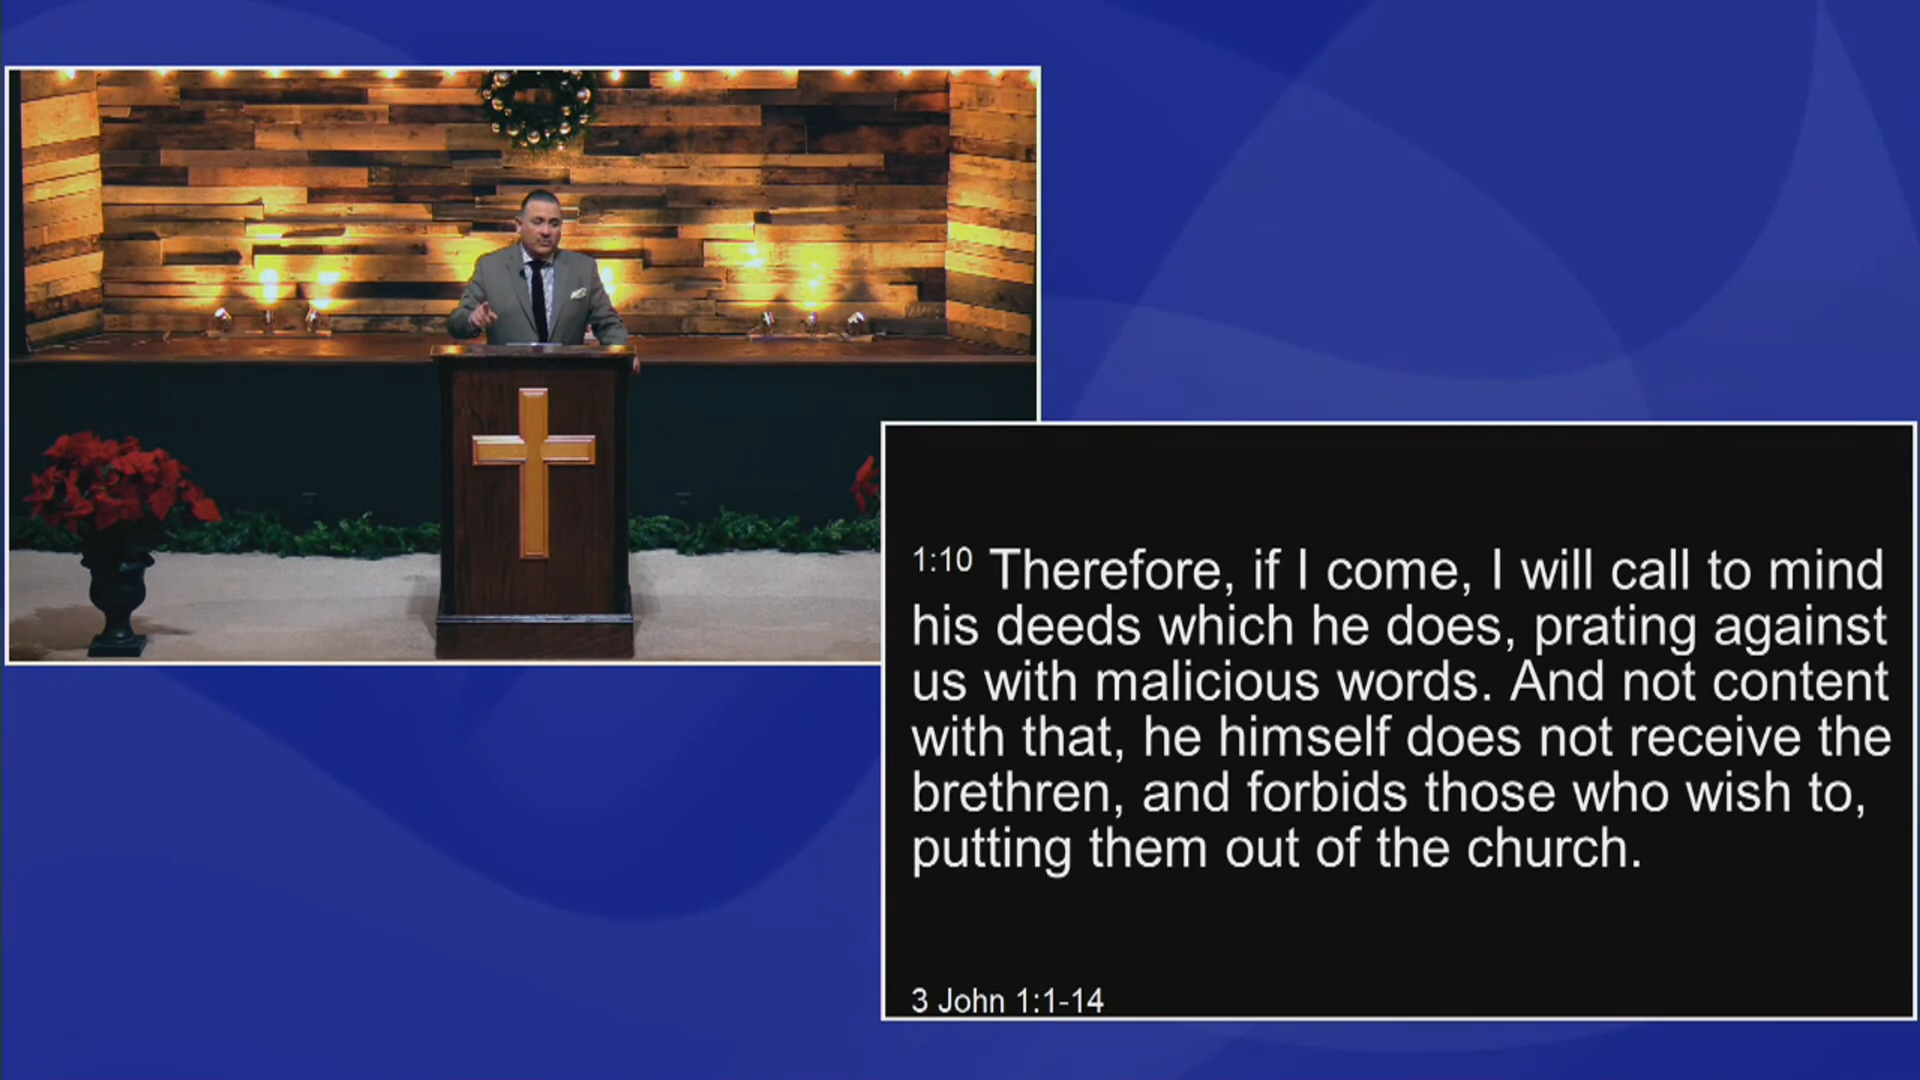 1:10 Therefore, if I come, I will call to mind
his deeds which he does, prating against
us with malicious words. And not content
with that, he himself does not receive the
brethren, and forbids those who wish to,
putting them out of the church.
3 John 1:1-14